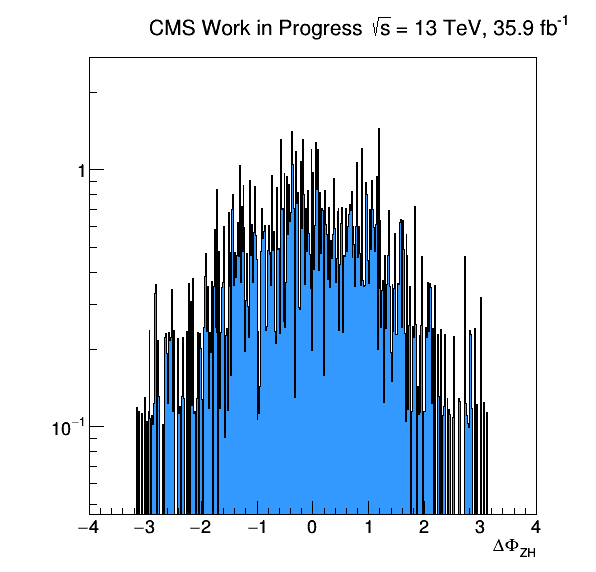 CMS Work in Progress √s = 13 TeV, 35.9 fb⁻¹
1
10⁻¹
−4 −3 −2 −1 0 1 2 3 4
ΔΦ_ZH